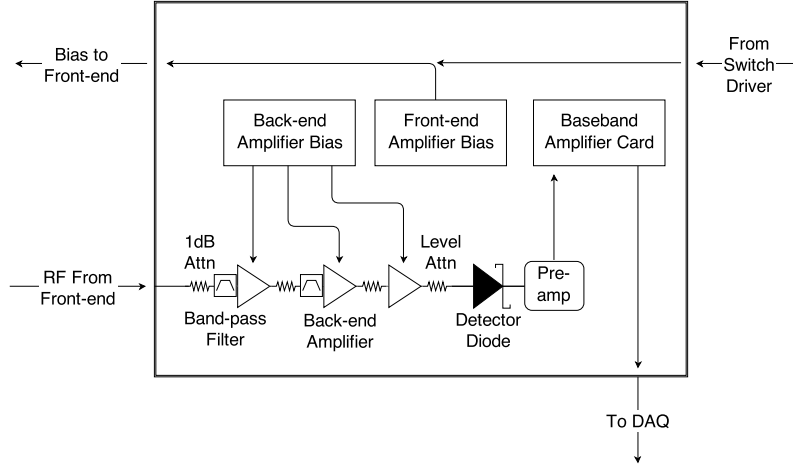 Bias to
Front-end
From
Switch
Driver
Back-end
Amplifier Bias
Front-end
Amplifier Bias
Baseband
Amplifier Card
1dB
Attn
Level
Attn
RF From
Front-end
Pre-
amp
Band-pass
Filter
Back-end
Amplifier
Detector
Diode
To DAQ